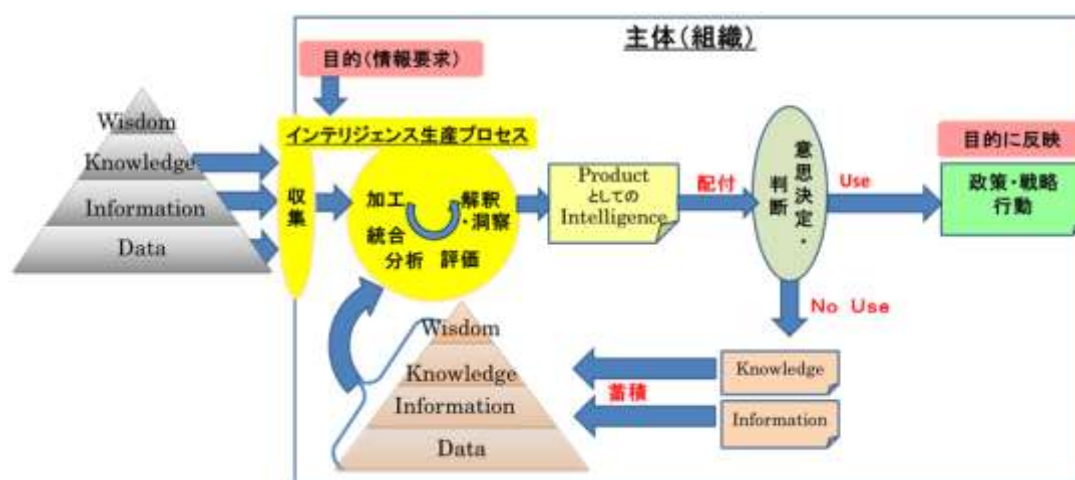 主体(組織)
目的(情報要求)
Wisdom
Knowledge
Information
Data
インテリジェンス生産プロセス
収集
加工
解釈・洞察
統合
分析
評価
Product
としての
Intelligence
配付
意思決定・
判断
Use
目的に反映
政策・戦略
行動
No Use
Wisdom
Knowledge
Information
Data
蓄積
Knowledge
Information